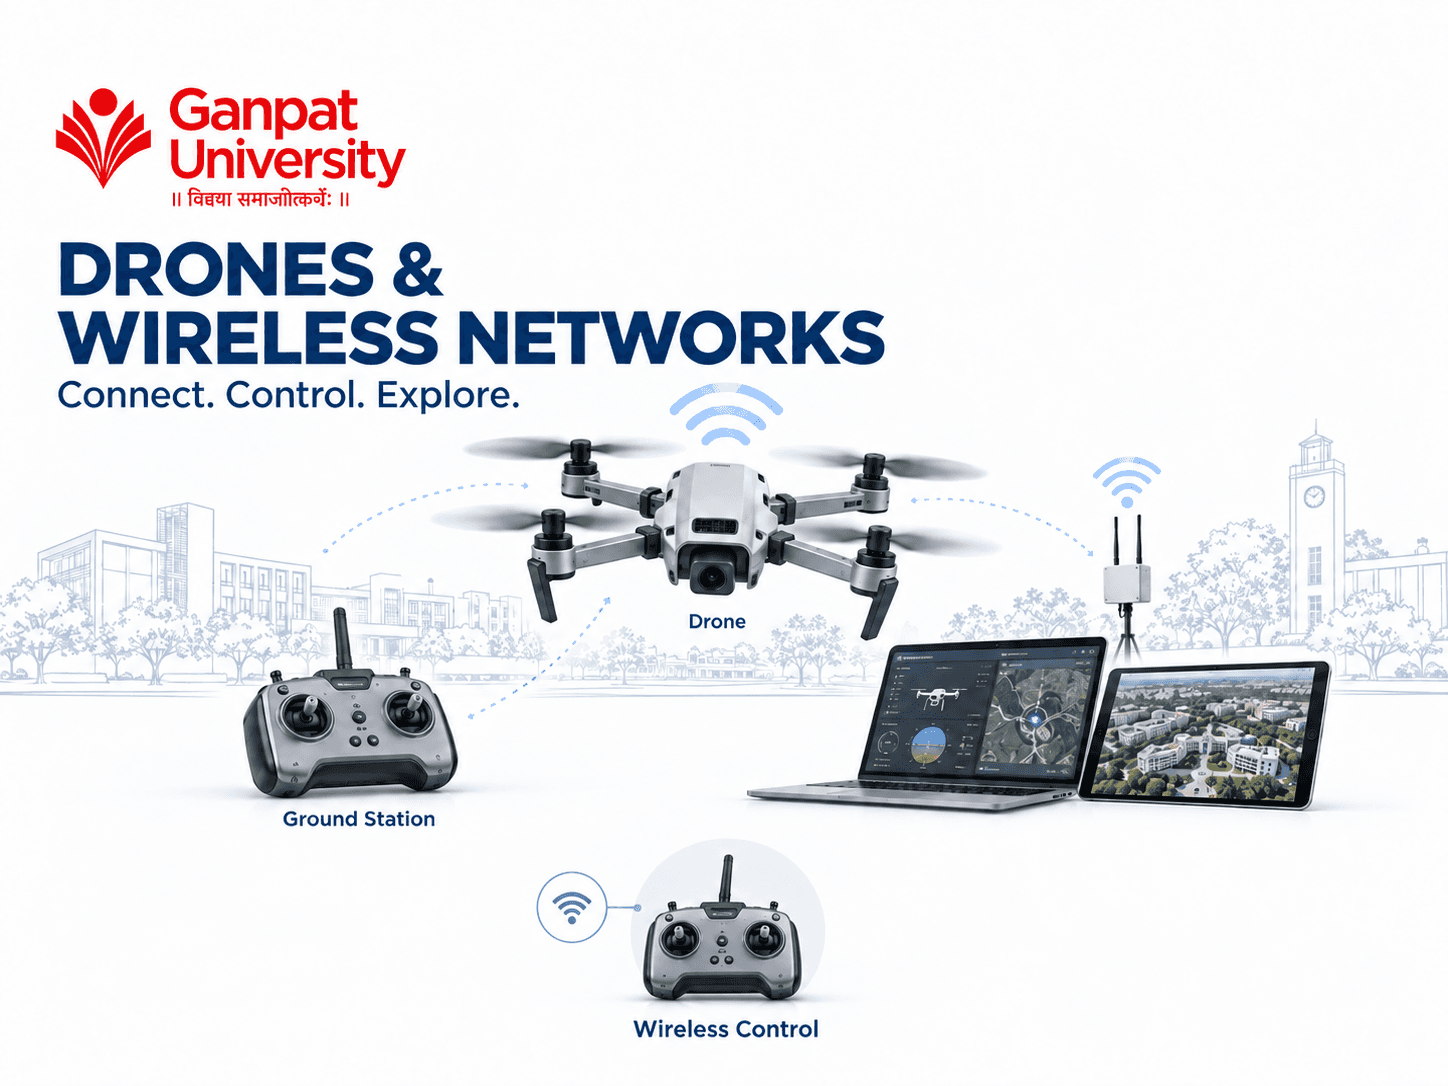 Ganpat
University
॥ विद्यया समाजोत्कर्षः ॥
DRONES &
WIRELESS NETWORKS
Connect. Control. Explore.
Drone
Ground Station
Wireless Control